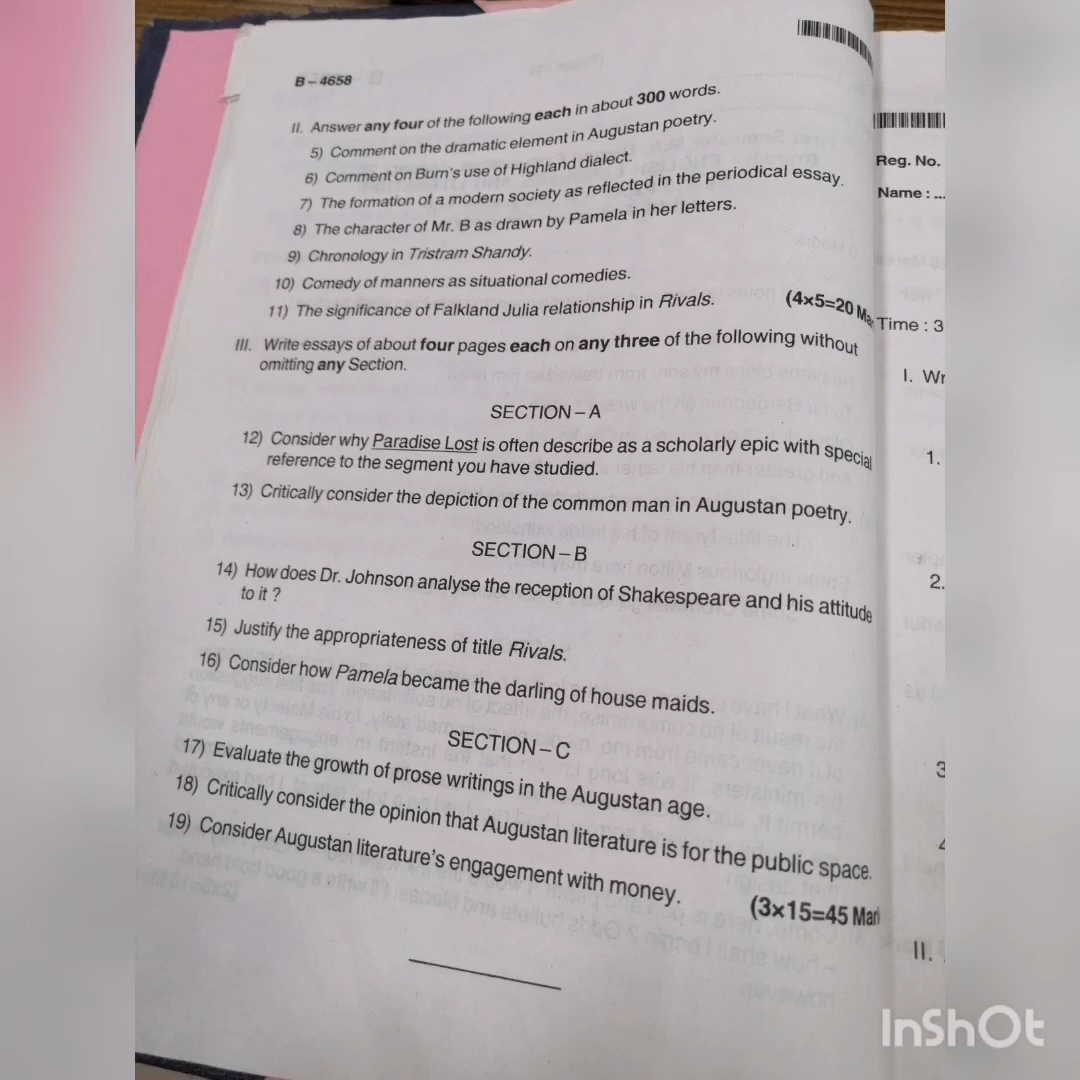 B – 4658
II. Answer any four of the following each in about 300 words.
5) Comment on the dramatic element in Augustan poetry.
6) Comment on Burn's use of Highland dialect.
7) The formation of a modern society as reflected in the periodical essay.
8) The character of Mr. B as drawn by Pamela in her letters.
9) Chronology in Tristram Shandy.
10) Comedy of manners as situational comedies.
11) The significance of Falkland Julia relationship in Rivals.
(4×5=20 Ma
III. Write essays of about four pages each on any three of the following without
omitting any Section.
SECTION – A
12) Consider why Paradise Lost is often describe as a scholarly epic with special
reference to the segment you have studied.
13) Critically consider the depiction of the common man in Augustan poetry.
SECTION – B
14) How does Dr. Johnson analyse the reception of Shakespeare and his attitude
to it ?
15) Justify the appropriateness of title Rivals.
16) Consider how Pamela became the darling of house maids.
SECTION – C
17) Evaluate the growth of prose writings in the Augustan age.
18) Critically consider the opinion that Augustan literature is for the public space.
19) Consider Augustan literature's engagement with money.
(3×15=45 Mar
Reg. No.
Name : ...
Time : 3
I. Wr
1.
2.
3
II.
InShOt